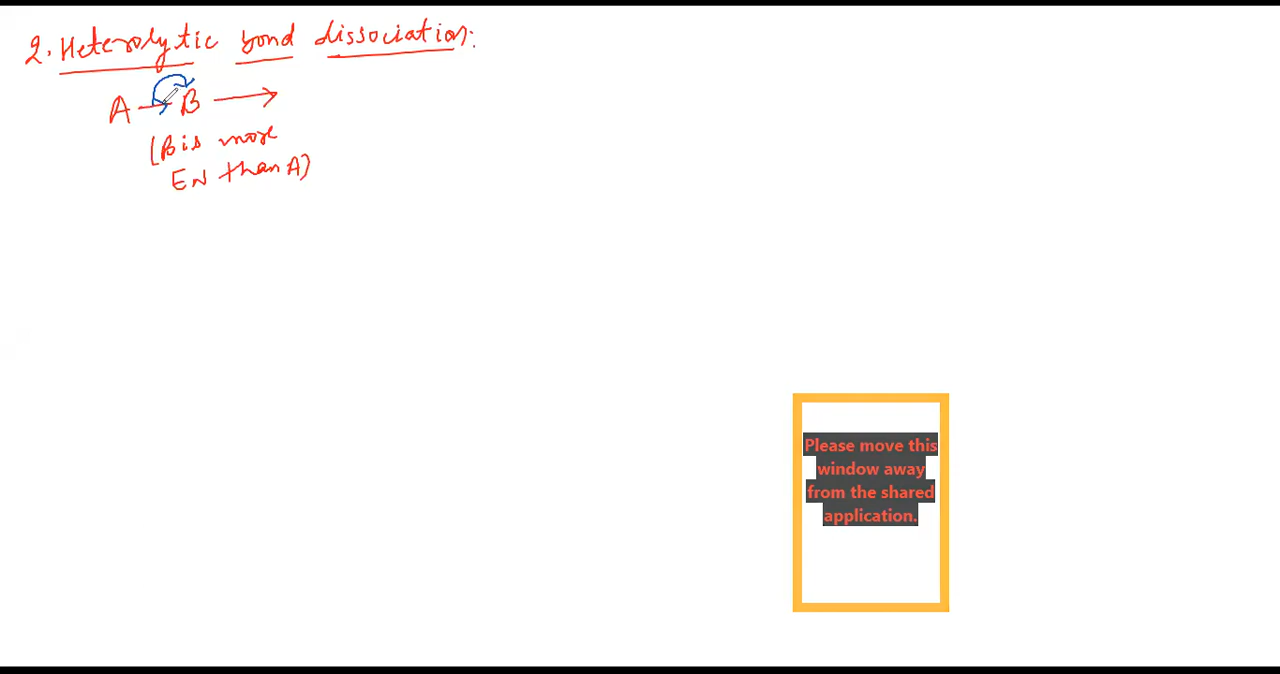 2. Heterolytic bond dissociation:
A — B →
(B is more
EN than A)
Please move this
window away
from the shared
application.